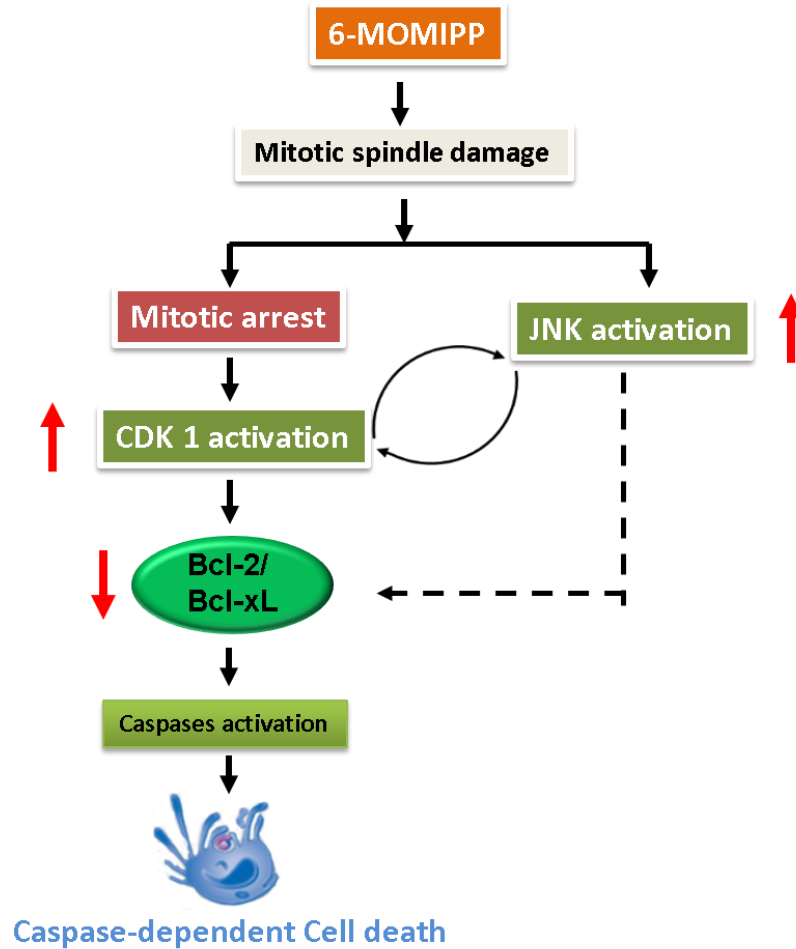 6-MOMIPP
Mitotic spindle damage
Mitotic arrest
JNK activation
CDK 1 activation
Bcl-2/
Bcl-xL
Caspases activation
Caspase-dependent Cell death